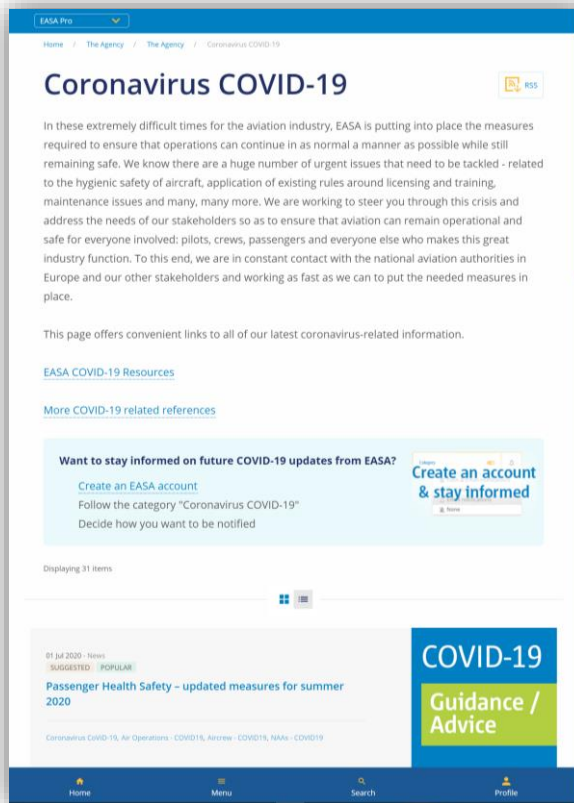 EASA Pro
Home / The Agency / The Agency / Coronavirus COVID-19
Coronavirus COVID-19
RSS
In these extremely difficult times for the aviation industry, EASA is putting into place the measures
required to ensure that operations can continue in as normal a manner as possible while still
remaining safe. We know there are a huge number of urgent issues that need to be tackled - related
to the hygienic safety of aircraft, application of existing rules around licensing and training,
maintenance issues and many, many more. We are working to steer you through this crisis and
address the needs of our stakeholders so as to ensure that aviation can remain operational and
safe for everyone involved: pilots, crews, passengers and everyone else who makes this great
industry function. To this end, we are in constant contact with the national aviation authorities in
Europe and our other stakeholders and working as fast as we can to put the needed measures in
place.
This page offers convenient links to all of our latest coronavirus-related information.
EASA COVID-19 Resources
More COVID-19 related references
Want to stay informed on future COVID-19 updates from EASA?
Create an EASA account
Follow the category "Coronavirus COVID-19"
Decide how you want to be notified
Category
Create an account
& stay informed
None
Displaying 31 items
01 Jul 2020 - News
SUGGESTED POPULAR
Passenger Health Safety – updated measures for summer
2020
Coronavirus CoViD-19, Air Operations - COVID19, Aircrew - COVID19, NAAs - COVID19
COVID-19
Guidance /
Advice
Home
Menu
Search
Profile